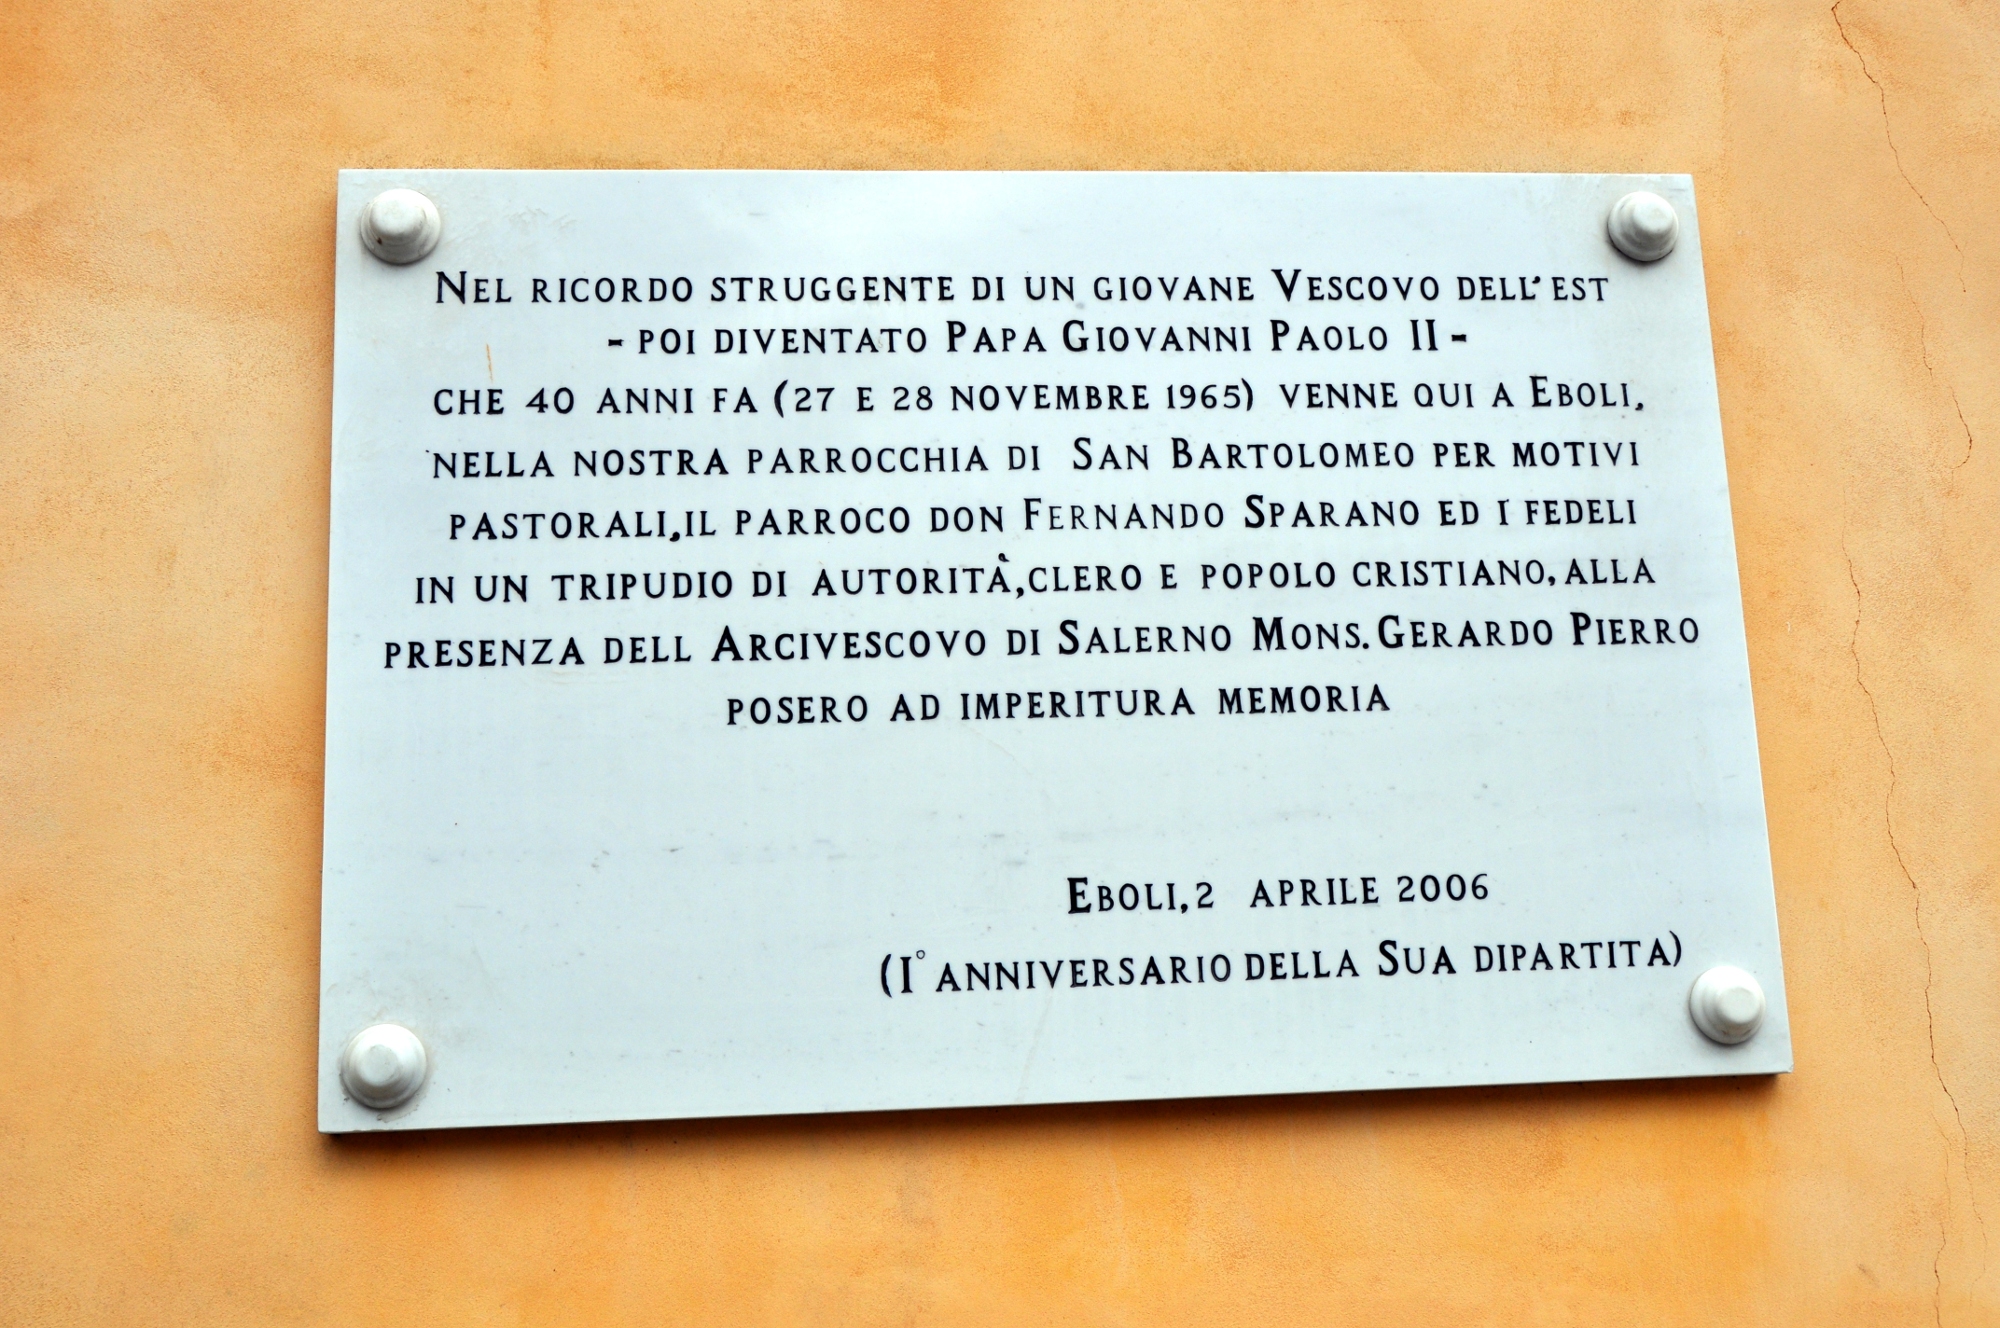 Nel ricordo struggente di un giovane Vescovo dell'est
- poi diventato Papa Giovanni Paolo II -
che 40 anni fa (27 e 28 novembre 1965) venne qui a Eboli,
nella nostra parrocchia di San Bartolomeo per motivi
pastorali, il parroco don Fernando Sparano ed i fedeli
in un tripudio di autorità, clero e popolo cristiano, alla
presenza dell Arcivescovo di Salerno Mons. Gerardo Pierro
posero ad imperitura memoria
Eboli, 2 aprile 2006
(I° anniversario della Sua dipartita)